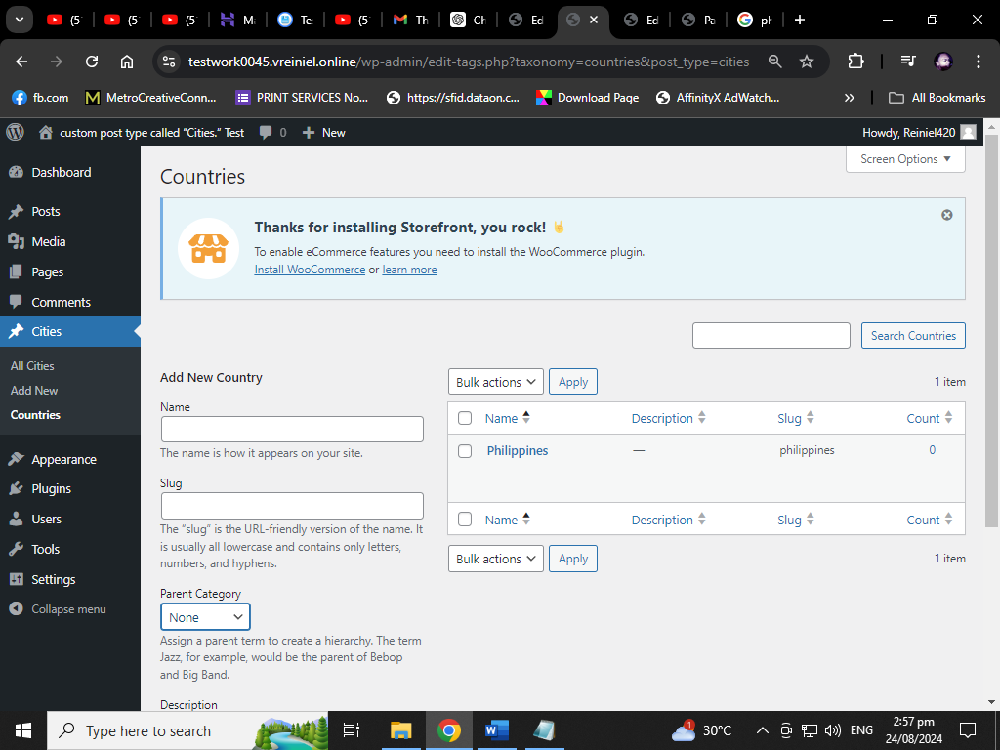 (5
(5
(5
M
Te
(5
Th
Ch
Ed
Ed
Pa
ph
testwork0045.vreiniel.online/wp-admin/edit-tags.php?taxonomy=countries&post_type=cities
fb.com
MetroCreativeConn...
PRINT SERVICES No...
https://sfid.dataon.c...
Download Page
AffinityX AdWatch...
All Bookmarks
custom post type called “Cities.” Test
0
New
Howdy, Reiniel420
Dashboard
Posts
Media
Pages
Comments
Cities
All Cities
Add New
Countries
Appearance
Plugins
Users
Tools
Settings
Collapse menu
Screen Options
Countries
Thanks for installing Storefront, you rock! 🤘
To enable eCommerce features you need to install the WooCommerce plugin.
Install WooCommerce or learn more
Search Countries
Add New Country
Name
The name is how it appears on your site.
Slug
The “slug” is the URL-friendly version of the name. It
is usually all lowercase and contains only letters,
numbers, and hyphens.
Parent Category
None
Assign a parent term to create a hierarchy. The term
Jazz, for example, would be the parent of Bebop
and Big Band.
Description
Bulk actions Apply 1 item
Name Description Slug Count
Philippines — philippines 0
Name Description Slug Count
Bulk actions Apply 1 item
Type here to search
1
30°C
ENG
2:57 pm
24/08/2024